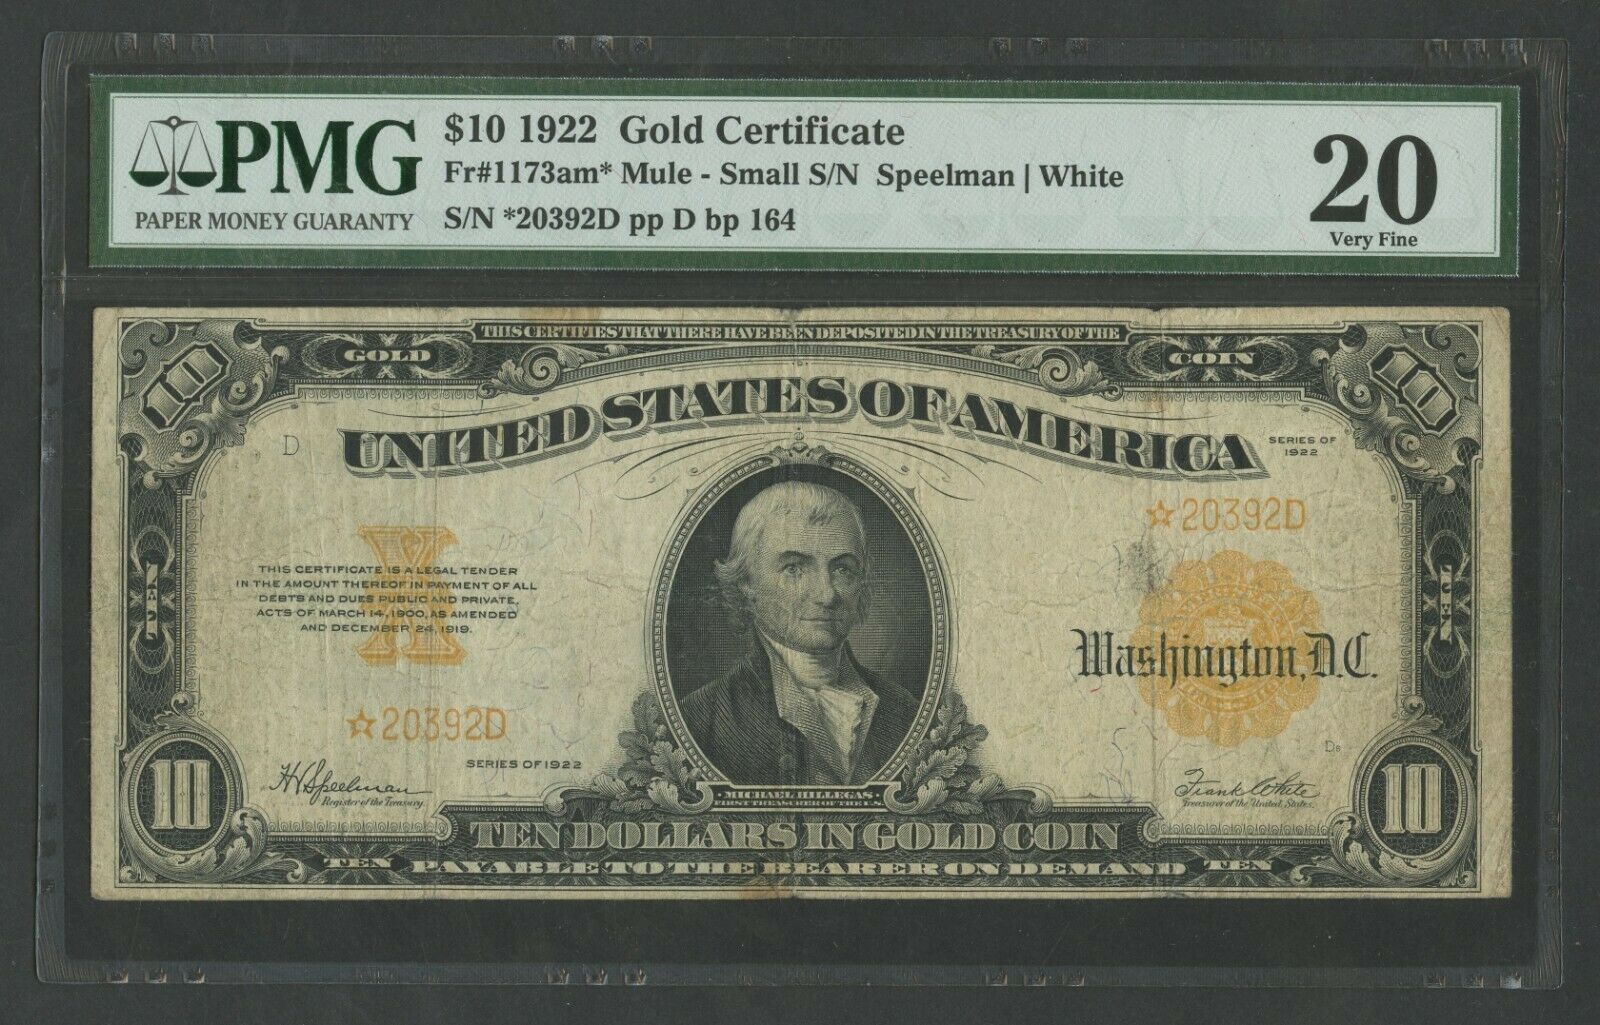 PMG
PAPER MONEY GUARANTY
$10 1922 Gold Certificate
Fr#1173am* Mule - Small S/N Speelman | White
S/N *20392D pp D bp 164
20
Very Fine
THIS CERTIFIES THAT THERE HAVE BEEN DEPOSITED IN THE TREASURY OF THE
10
GOLD
COIN
10
UNITED STATES OF AMERICA
D
SERIES OF
1922
☆20392D
X
THIS CERTIFICATE IS A LEGAL TENDER
IN THE AMOUNT THEREOF IN PAYMENT OF ALL
DEBTS AND DUES PUBLIC AND PRIVATE.
ACTS OF MARCH 14, 1900, AS AMENDED
AND DECEMBER 24, 1919.
TEN
TEN
Washington, D.C.
☆20392D
SERIES OF 1922
10
H V Speelman
Register of the Treasury.
MICHAEL HILLEGAS
FIRST TREASURER OF THE U.S.
Frank White
Treasurer of the United States.
10
TEN DOLLARS IN GOLD COIN
TEN PAYABLE TO THE BEARER ON DEMAND TEN